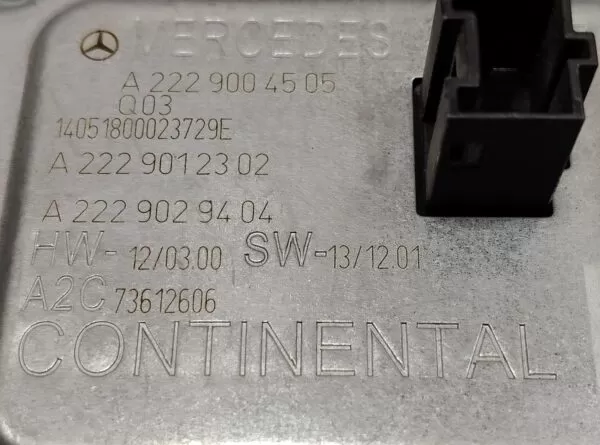 MERCEDES
A 222 900 45 05
Q03
14051800023729E
A 222 901 23 02
A 222 902 94 04
HW- 12/03.00 SW-13/12.01
A2C 73612606
CONTINENTAL